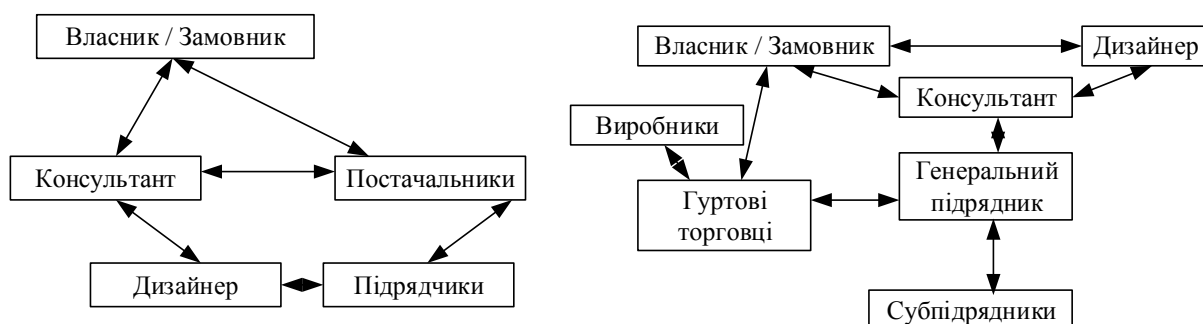 Власник / Замовник
Консультант
Постачальники
Дизайнер
Підрядчики
Власник / Замовник
Дизайнер
Консультант
Виробники
Гуртові
торговці
Генеральний
підрядник
Субпідрядники